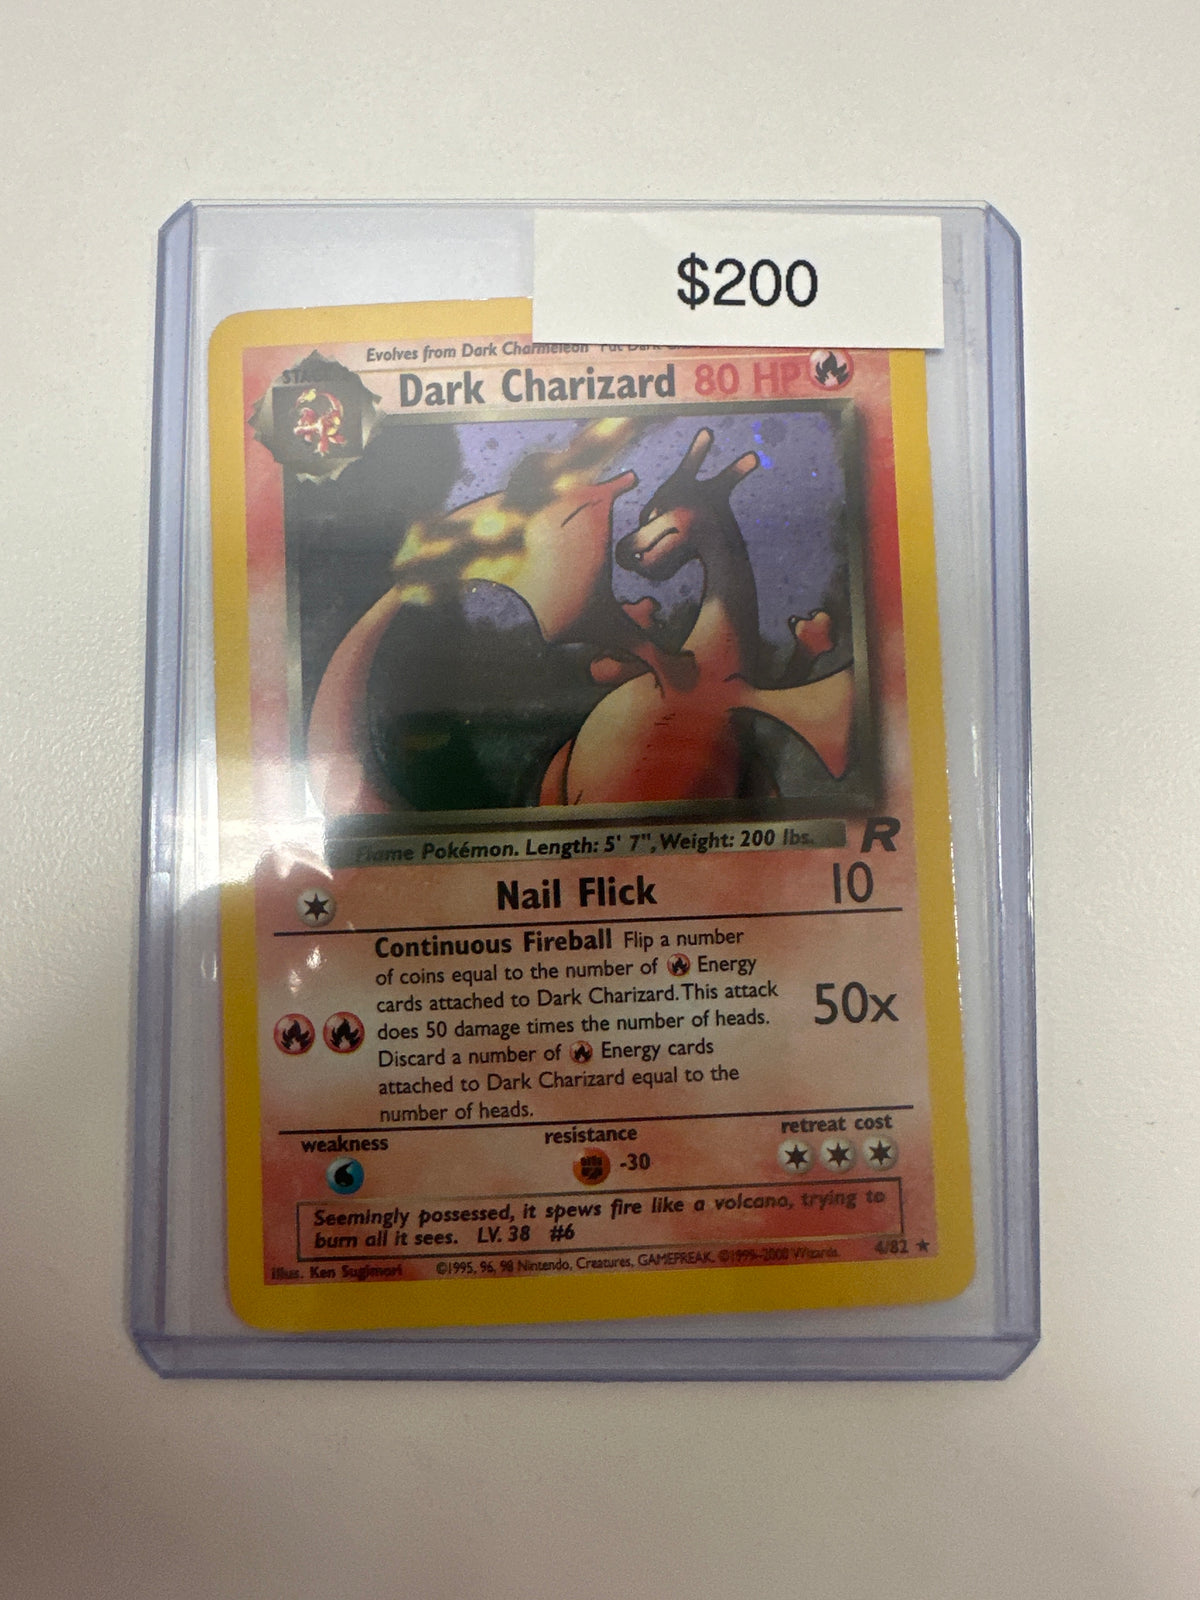 $200
Evolves from Dark Charmeleon
STAGE
Dark Charizard 80 HP
Flame Pokémon. Length: 5' 7", Weight: 200 lbs.
R
Nail Flick 10
Continuous Fireball Flip a number
of coins equal to the number of Energy
cards attached to Dark Charizard. This attack
does 50 damage times the number of heads.
Discard a number of Energy cards
attached to Dark Charizard equal to the
number of heads.
50x
weakness
resistance
retreat cost
-30
Seemingly possessed, it spews fire like a volcano, trying to
burn all it sees. LV. 38 #6
Illus. Ken Sugimori ©1995, 96, 98 Nintendo, Creatures, GAMEFREAK. ©1999-2000 Wizards. 4/82 ★